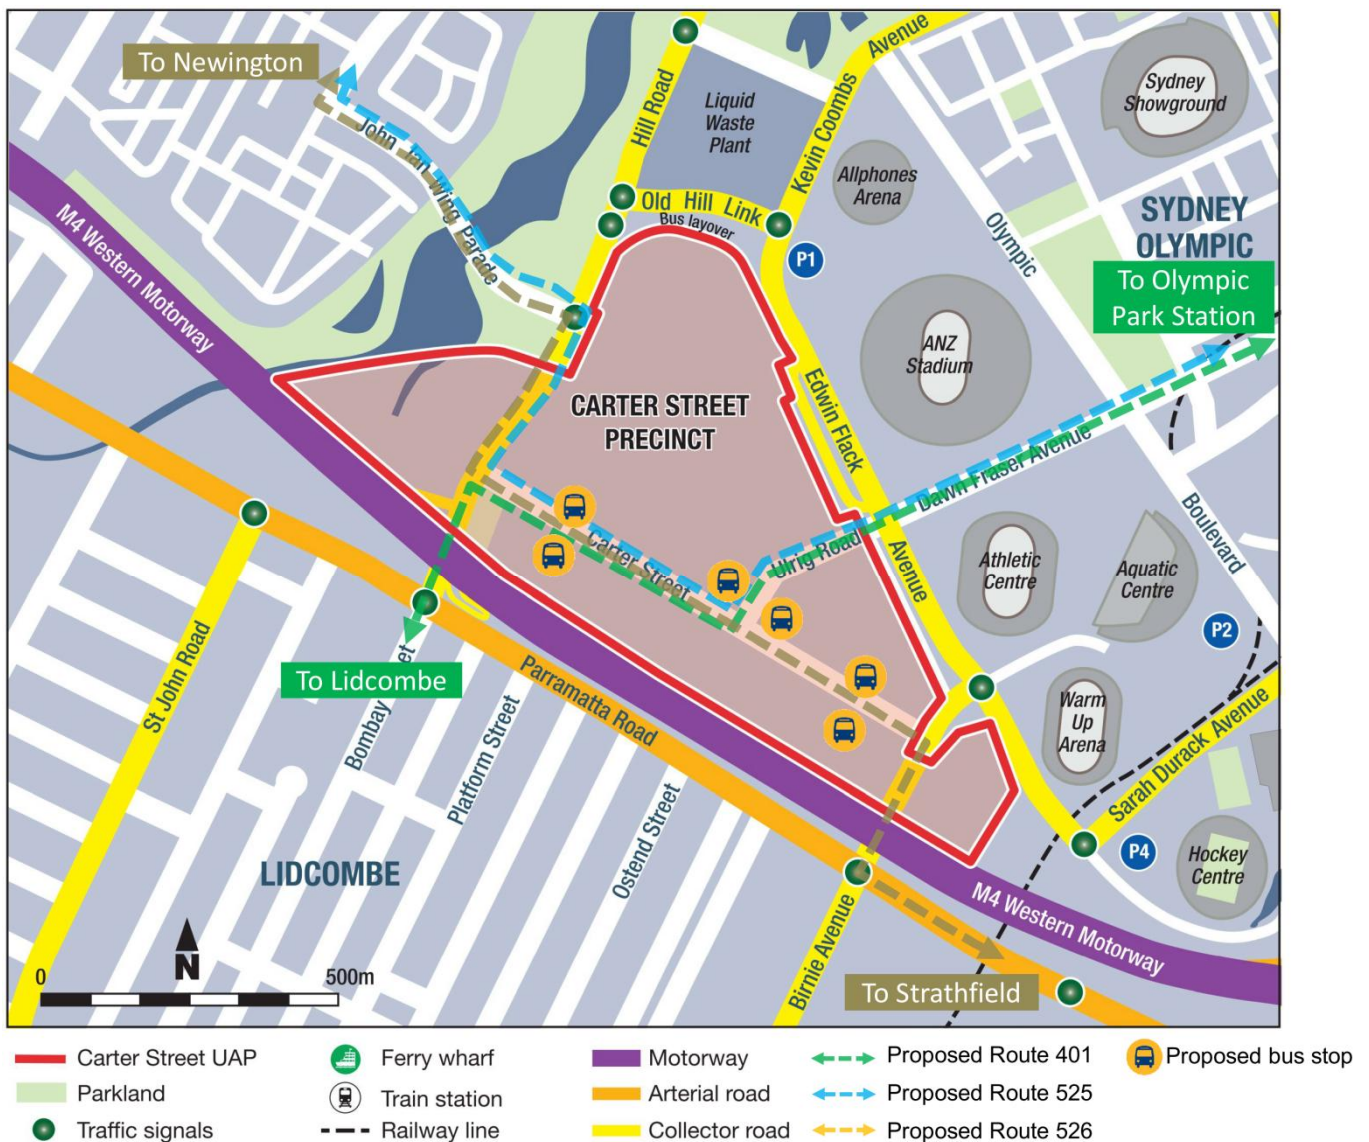 To Newington
Hill Road
Liquid
Waste
Plant
Kevin Coombs
Avenue
Sydney
Showground
John Ian Wing Parade
Allphones
Arena
M4 Western Motorway
Old Hill Link
Bus layover
P1
Olympic
SYDNEY
OLYMPIC
To Olympic
Park Station
ANZ
Stadium
CARTER STREET
PRECINCT
Edwin Flack
Dawn Fraser Avenue
Boulevard
Carter Street
Ulrig Road
Avenue
Athletic
Centre
Aquatic
Centre
P2
St John Road
To Lidcombe
Bombay
et
Platform Street
Parramatta Road
Ostend Street
Warm
Up
Arena
Sarah Durack Avenue
P4
Hockey
Centre
LIDCOMBE
N
0
500m
Birnie Avenue
M4 Western Motorway
To Strathfield
Carter Street UAP
Ferry wharf
Motorway
Proposed Route 401
Proposed bus stop
Parkland
Train station
Arterial road
Proposed Route 525
Traffic signals
Railway line
Collector road
Proposed Route 526